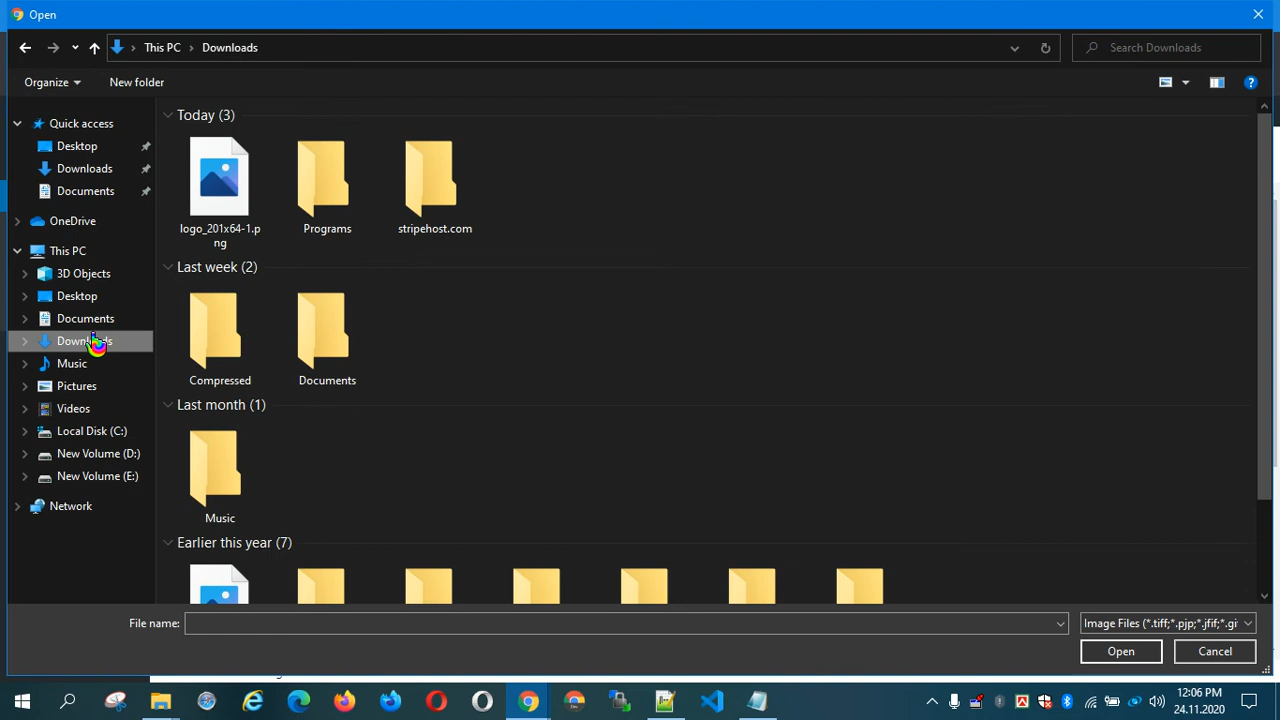 Open
This PC > Downloads
Search Downloads
Organize
New folder
Quick access
Desktop
Downloads
Documents
OneDrive
This PC
3D Objects
Desktop
Documents
Downloads
Music
Pictures
Videos
Local Disk (C:)
New Volume (D:)
New Volume (E:)
Network
Today (3)
logo_201x64-1.p
ng
Programs
stripehost.com
Last week (2)
Compressed
Documents
Last month (1)
Music
Earlier this year (7)
File name:
Image Files (*.tiff;*.pjp;*.jfif;*.gi
Open
Cancel
12:06 PM
24.11.2020